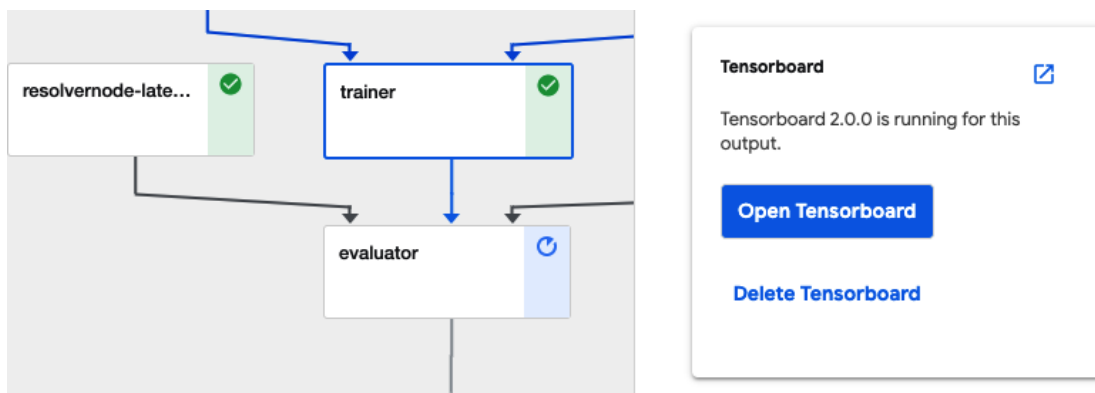 resolvernode-late...
trainer
evaluator
Tensorboard
Tensorboard 2.0.0 is running for this
output.
Open Tensorboard
Delete Tensorboard